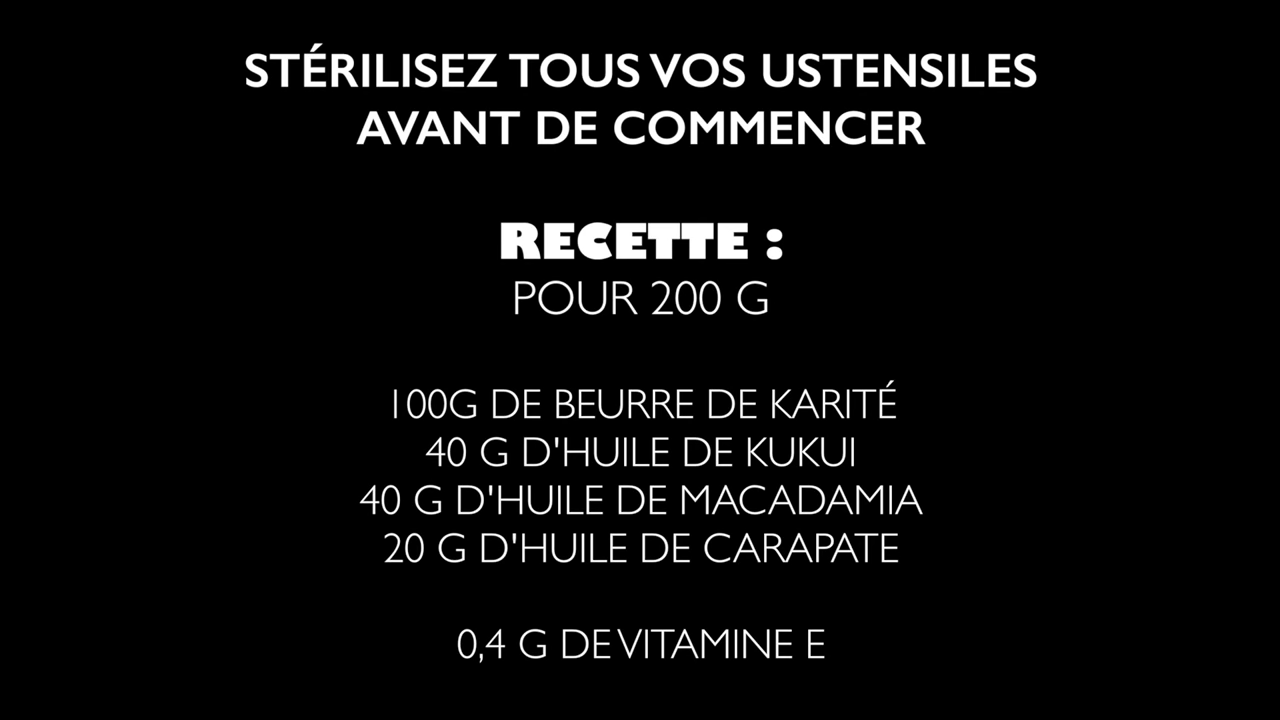 STÉRILISEZ TOUS VOS USTENSILES
AVANT DE COMMENCER
RECETTE :
POUR 200 G
100G DE BEURRE DE KARITÉ
40 G D'HUILE DE KUKUI
40 G D'HUILE DE MACADAMIA
20 G D'HUILE DE CARAPATE
0,4 G DE VITAMINE E